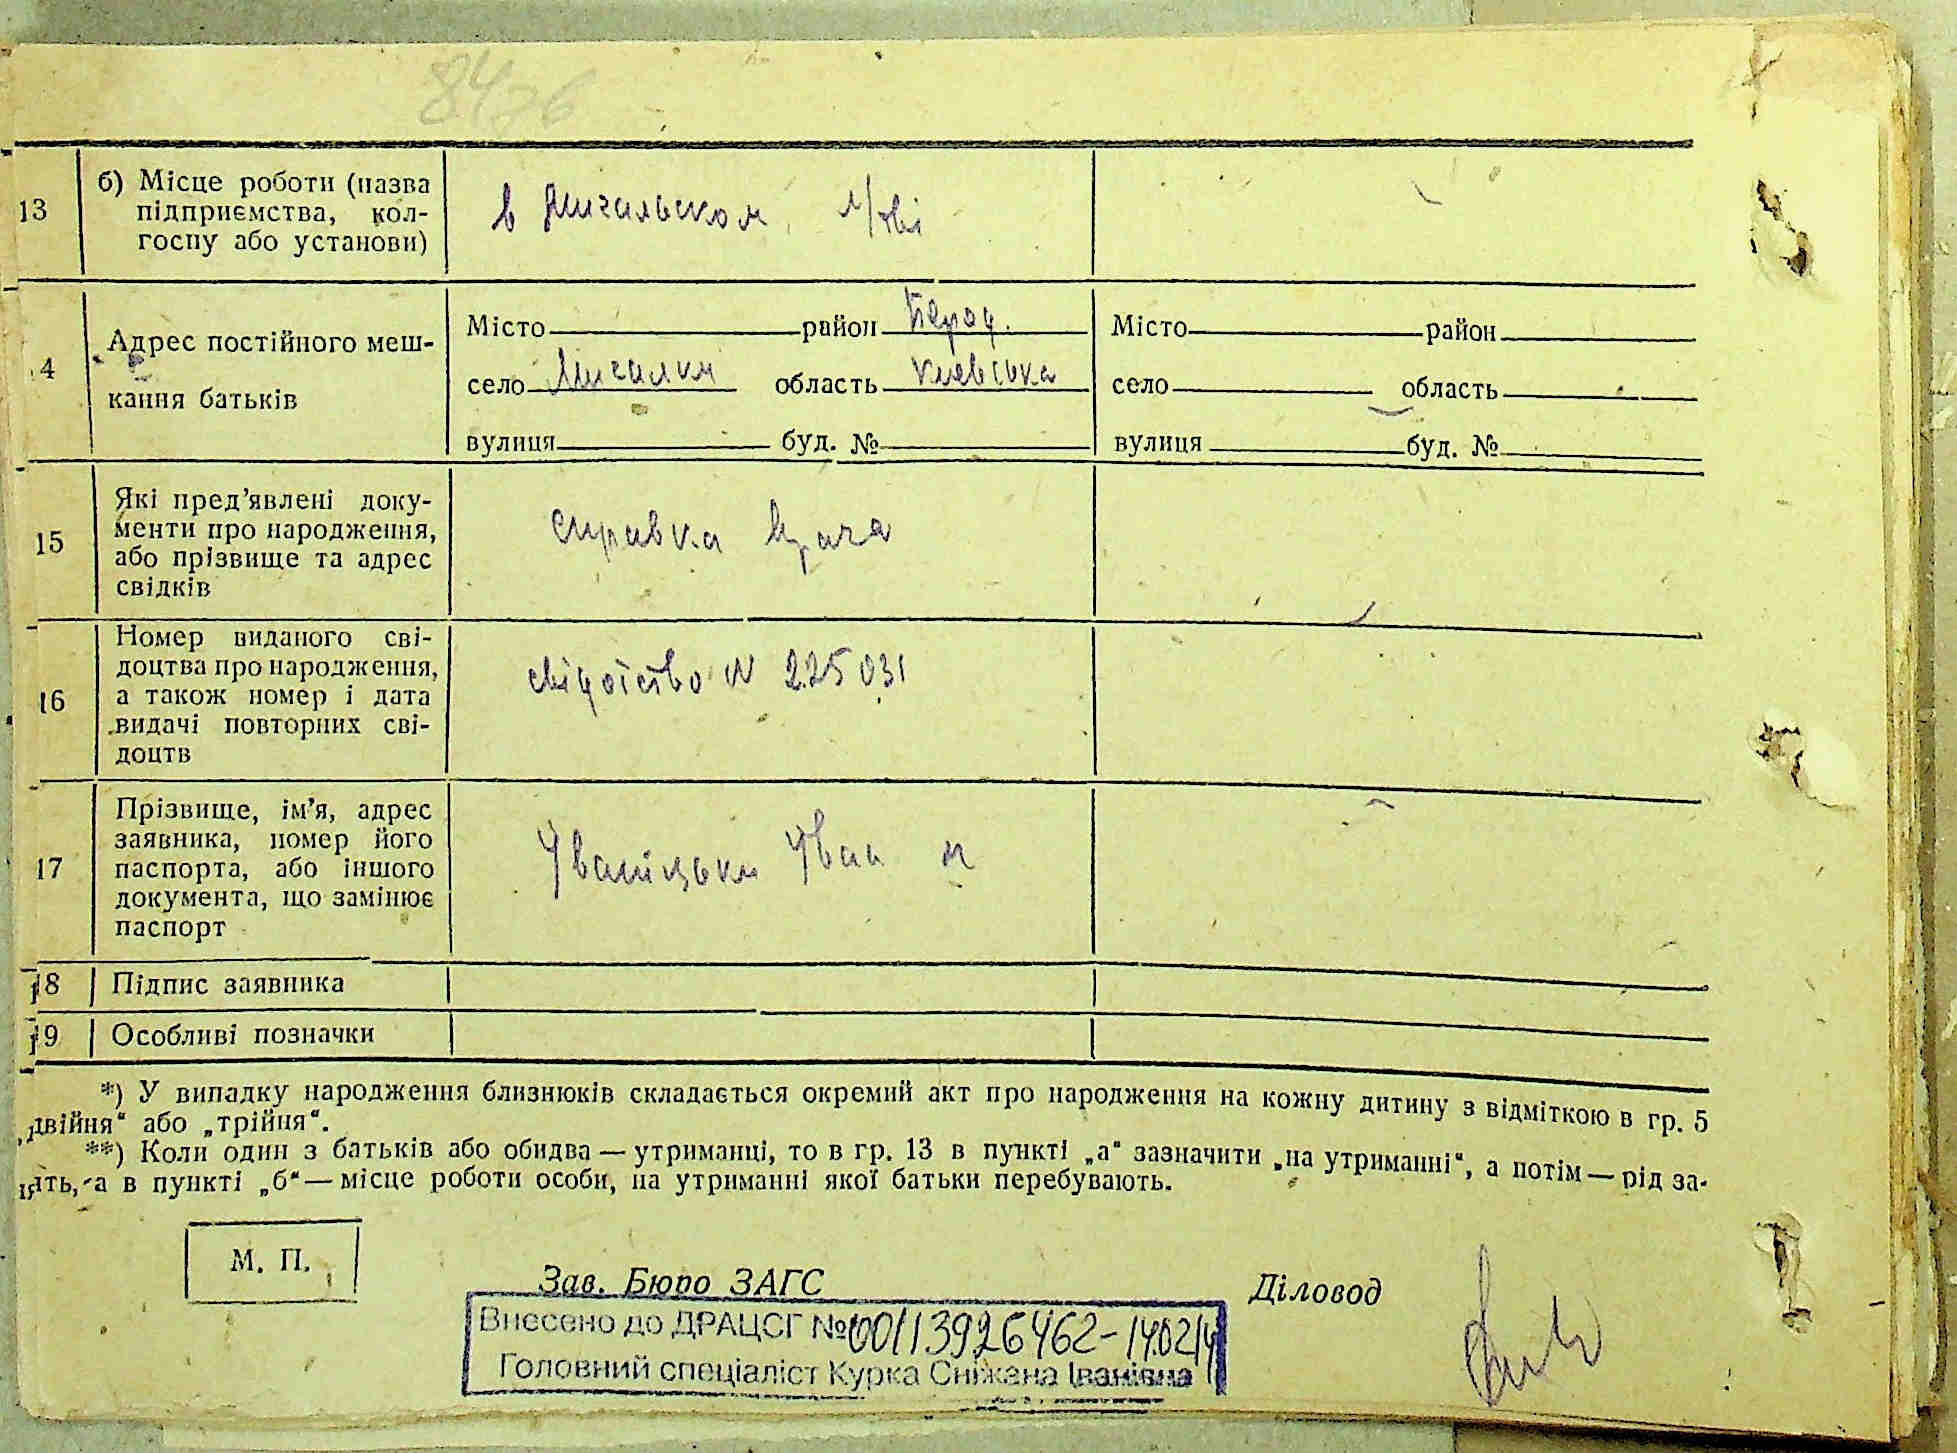 13
б) Місце роботи (назва
підприємства, кол-
госпу або установи)
в Мигальском л/тві
4
Адрес постійного меш-
кання батьків
Місто район Бород.
село Мигалки область Київська
вулиця буд. №
Місто район
село область
вулиця буд. №
15
Які пред’явлені доку-
менти про народження,
або прізвище та адрес
свідків
справка врача
16
Номер виданого сві-
доцтва про народження,
а також номер і дата
видачі повторних сві-
доцтв
свідотство N 225031
17
Прізвище, ім’я, адрес
заявника, номер його
паспорта, або іншого
документа, що замінює
паспорт
Иван
18
Підпис заявника
19
Особливі позначки
*) У випадку народження близнюків складається окремий акт про народження на кожну дитину з відміткою в гр. 5
„двійня“ або „трійня“.
**) Коли один з батьків або обидва — утриманці, то в гр. 13 в пункті „а“ зазначити „на утриманні“, а потім — рід за-
нять, а в пункті „б“ — місце роботи особи, на утриманні якої батьки перебувають.
М. П.
Зав. Бюро ЗАГС
Діловод
Внесено до ДРАЦСГ № 00113926462-14.02.14
Головний спеціаліст Курка Сніжана Іванівна